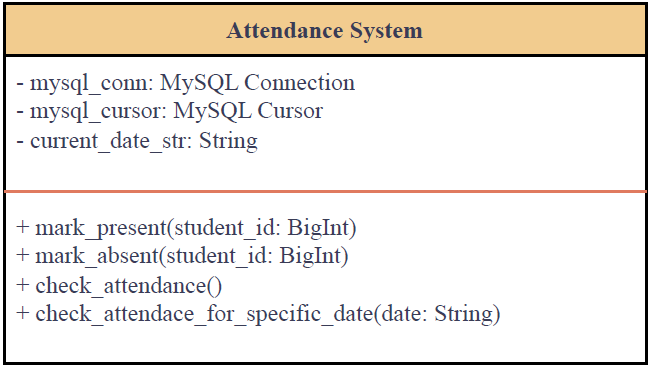 Attendance System
- mysql_conn: MySQL Connection
- mysql_cursor: MySQL Cursor
- current_date_str: String
+ mark_present(student_id: BigInt)
+ mark_absent(student_id: BigInt)
+ check_attendance()
+ check_attendace_for_specific_date(date: String)